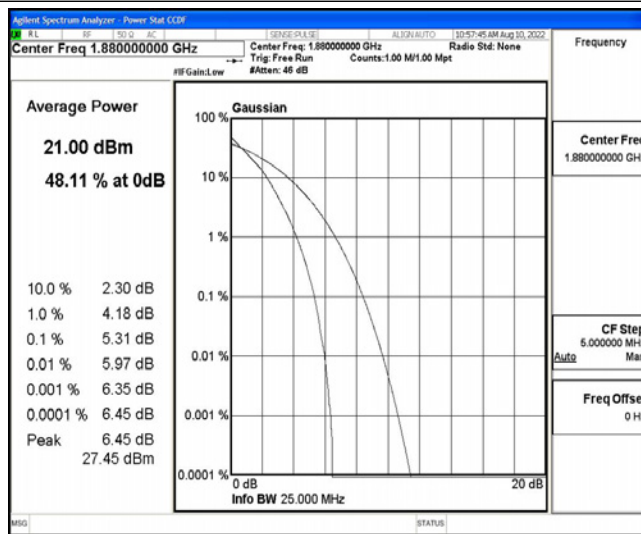 Agilent Spectrum Analyzer - Power Stat CCDF
RL RF 50 Ω AC SENSE:PULSE ALIGN AUTO 10:57:45 AM Aug 10, 2022
Center Freq 1.880000000 GHz
Center Freq: 1.880000000 GHz Radio Std: None
Trig: Free Run Counts:1.00 M/1.00 Mpt
#IFGain:Low #Atten: 46 dB
Frequency
Average Power
21.00 dBm
48.11 % at 0dB
10.0 % 2.30 dB
1.0 % 4.18 dB
0.1 % 5.31 dB
0.01 % 5.97 dB
0.001 % 6.35 dB
0.0001 % 6.45 dB
Peak 6.45 dB
27.45 dBm
Gaussian
100 %
10 %
1 %
0.1 %
0.01 %
0.001 %
0.0001 %
0 dB 20 dB
Info BW 25.000 MHz
Center Fre
1.880000000 GH
CF Step
5.000000 MH
Auto Ma
Freq Offse
0 H
MSG STATUS